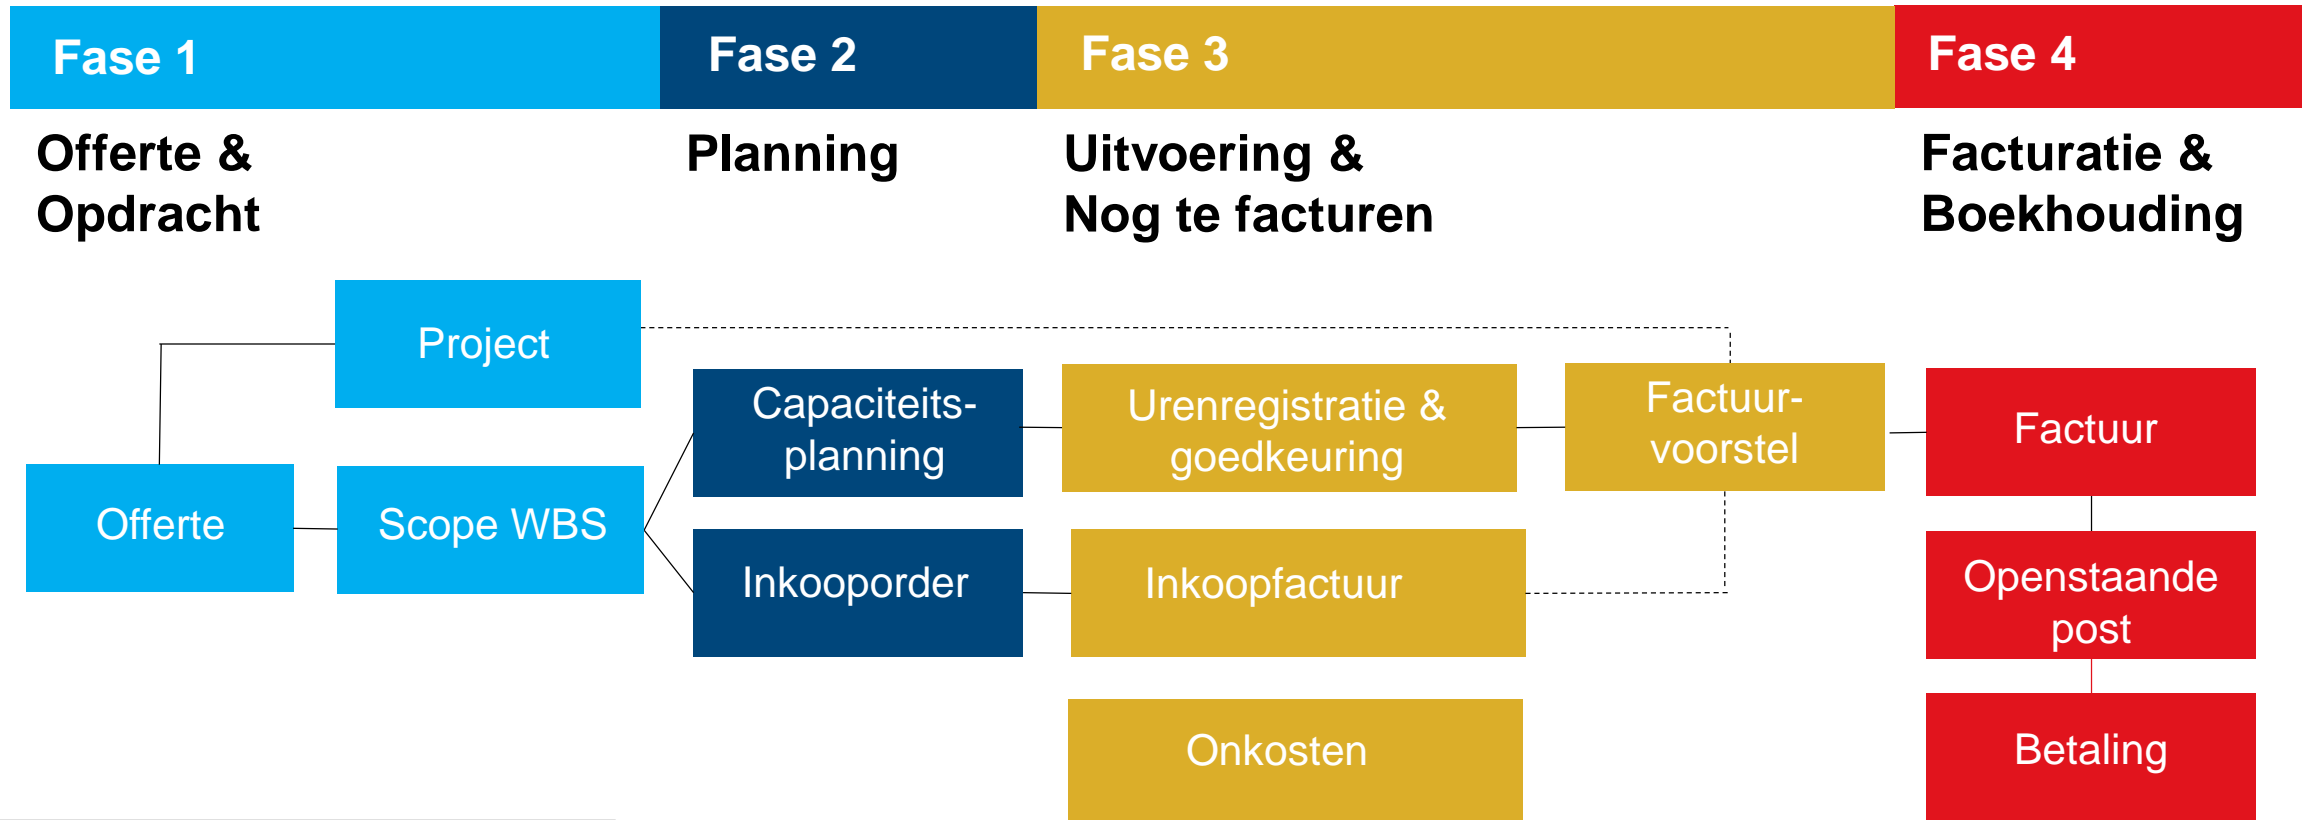 Fase 1
Fase 2
Fase 3
Fase 4
Offerte &
Opdracht
Planning
Uitvoering &
Nog te facturen
Facturatie &
Boekhouding
Project
Offerte
Scope WBS
Capaciteits-
planning
Inkooporder
Urenregistratie &
goedkeuring
Inkoopfactuur
Onkosten
Factuur-
voorstel
Factuur
Openstaande
post
Betaling